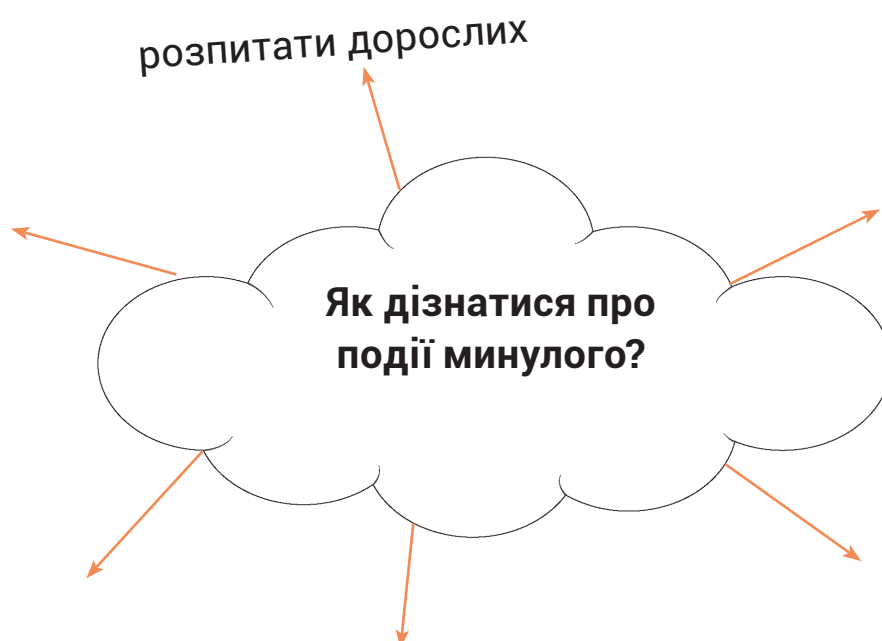 розпитати дорослих
Як дізнатися про
події минулого?